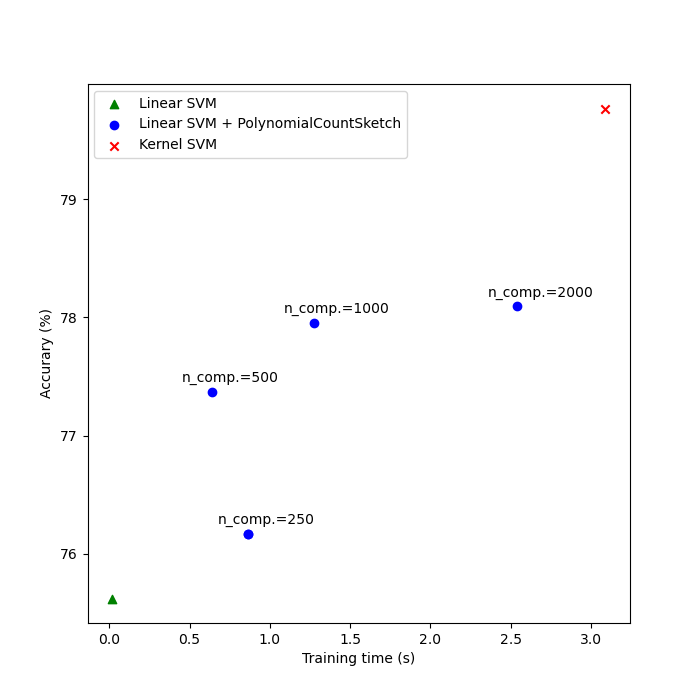 Linear SVM
Linear SVM + PolynomialCountSketch
Kernel SVM
79
78
77
76
Accurary (%)
n_comp.=2000
n_comp.=1000
n_comp.=500
n_comp.=250
0.0 0.5 1.0 1.5 2.0 2.5 3.0
Training time (s)